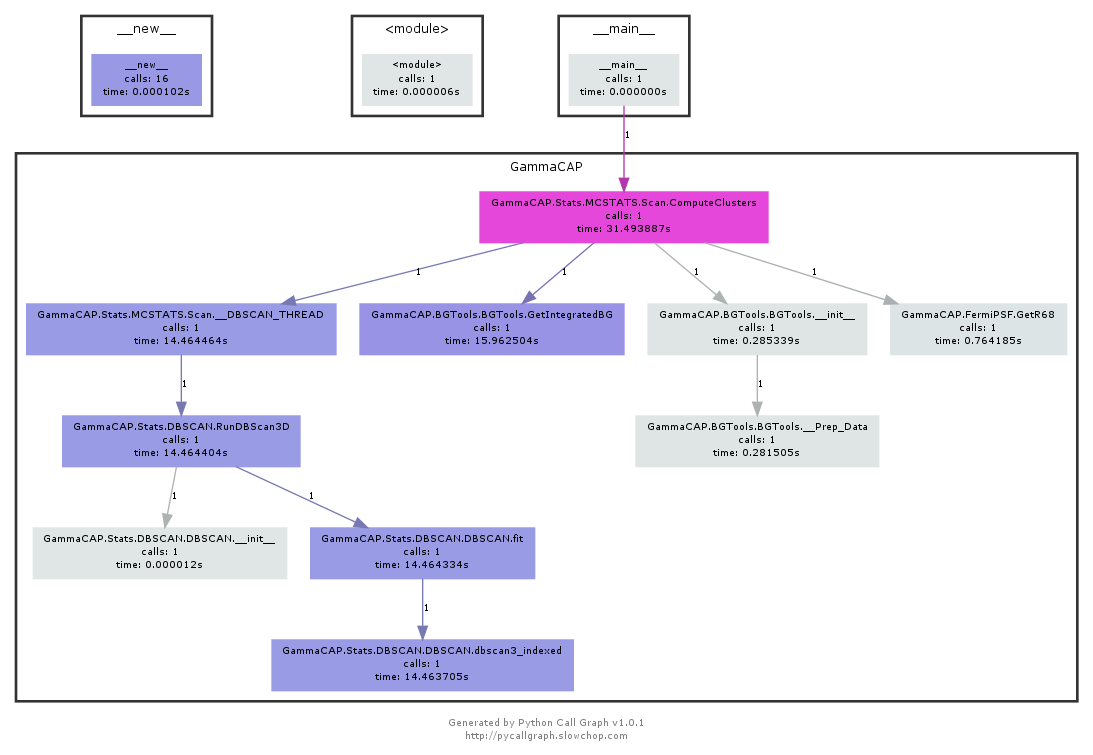 __new__
__new__
calls: 16
time: 0.000102s
<module>
<module>
calls: 1
time: 0.000006s
__main__
__main__
calls: 1
time: 0.000000s
1
GammaCAP
GammaCAP.Stats.MCSTATS.Scan.ComputeClusters
calls: 1
time: 31.493887s
1
1
1
1
GammaCAP.Stats.MCSTATS.Scan.__DBSCAN_THREAD
calls: 1
time: 14.464464s
GammaCAP.BGTools.BGTools.GetIntegratedBG
calls: 1
time: 15.962504s
GammaCAP.BGTools.BGTools.__init__
calls: 1
time: 0.285339s
GammaCAP.FermiPSF.GetR68
calls: 1
time: 0.764185s
1
1
GammaCAP.Stats.DBSCAN.RunDBScan3D
calls: 1
time: 14.464404s
GammaCAP.BGTools.BGTools.__Prep_Data
calls: 1
time: 0.281505s
1
1
GammaCAP.Stats.DBSCAN.DBSCAN.__init__
calls: 1
time: 0.000012s
GammaCAP.Stats.DBSCAN.DBSCAN.fit
calls: 1
time: 14.464334s
1
GammaCAP.Stats.DBSCAN.DBSCAN.dbscan3_indexed
calls: 1
time: 14.463705s
Generated by Python Call Graph v1.0.1
http://pycallgraph.slowchop.com